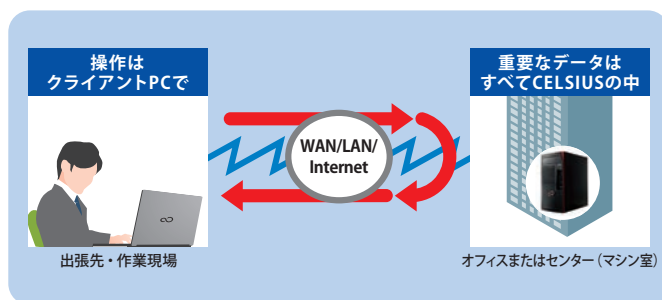 操作は
クライアントPCで
重要なデータは
すべてCELSIUSの中
WAN/LAN/
Internet
出張先・作業現場
オフィスまたはセンター（マシン室）